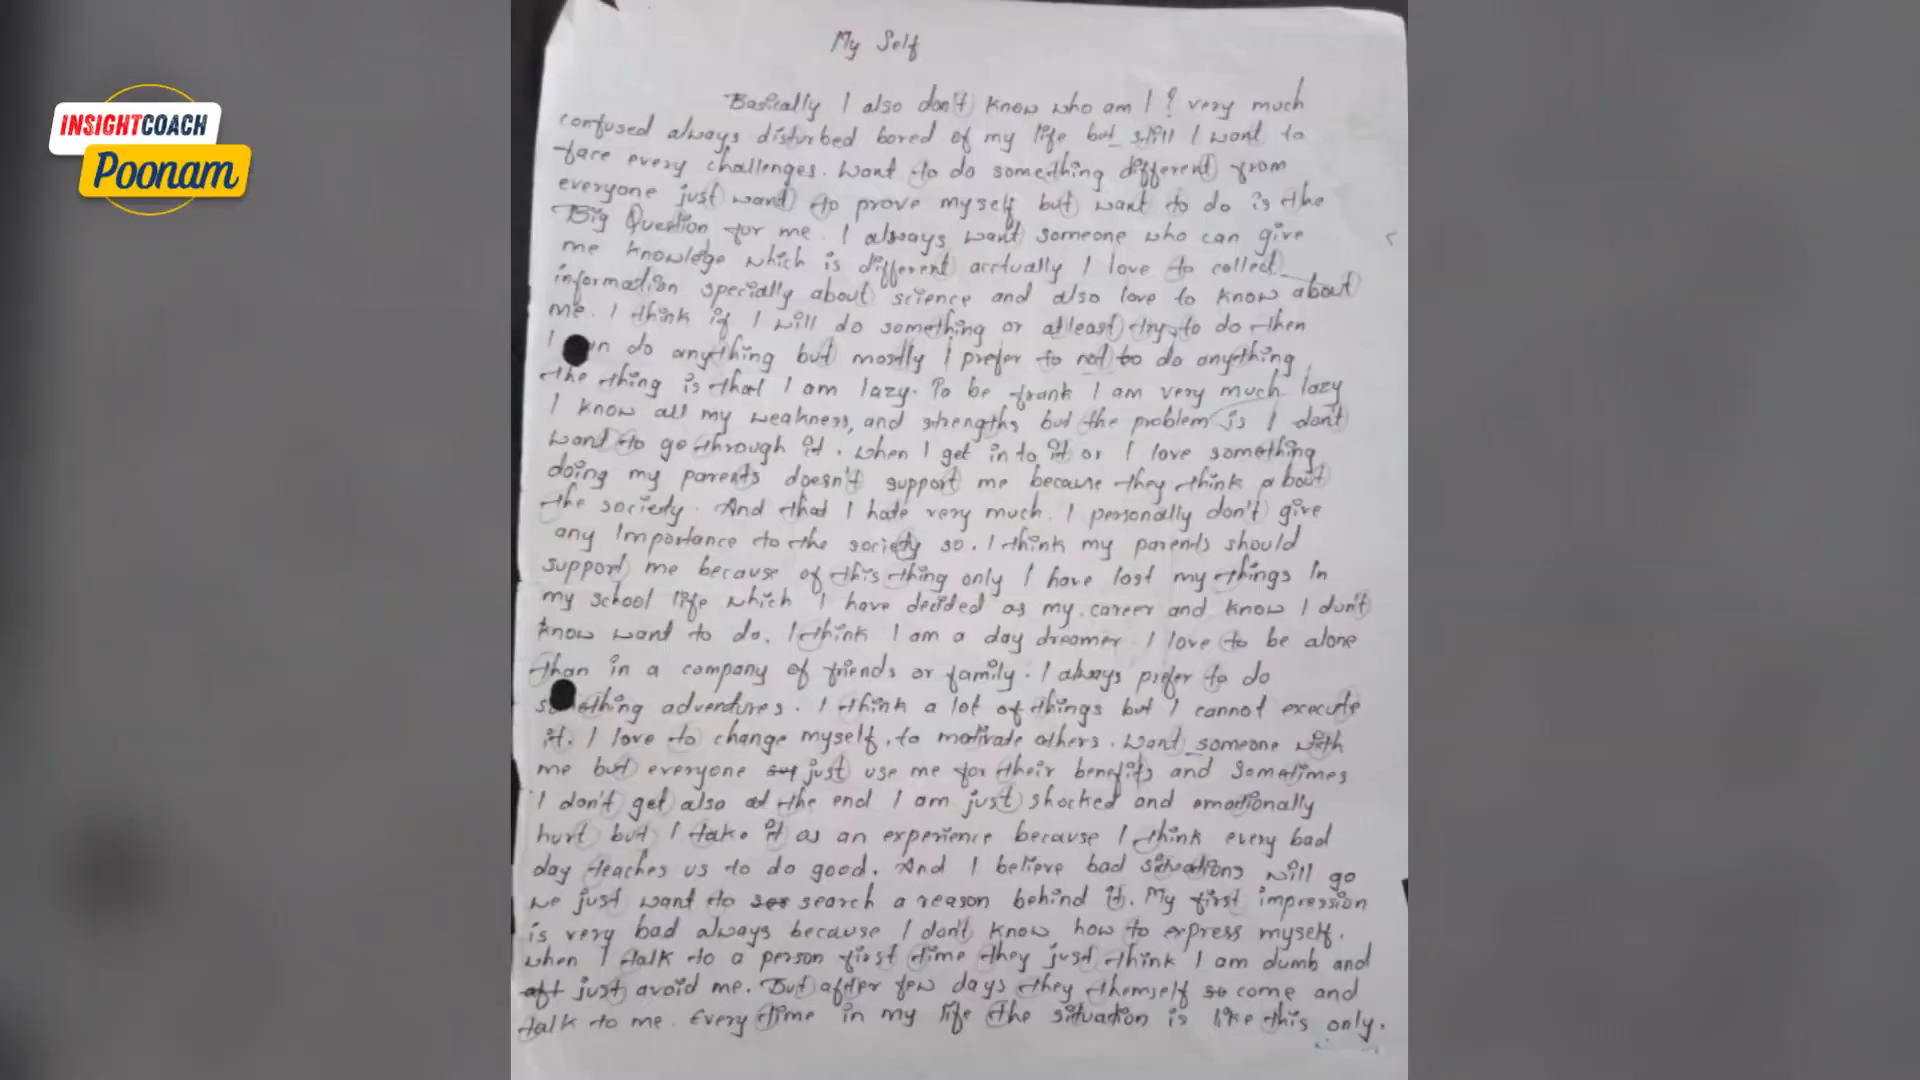 INSIGHTCOACH
Poonam
My Self
Basically I also don't know who am I ? very much
confused always disturbed bored of my life but still I want to
face every challenges. Want to do something different from
everyone just want to prove myself but want to do is the
Big Question for me. I always want someone who can give
me knowledge which is different acctually I love to collect
information specially about science and also love to know about
me. I think if I will do something or atleast try to do then
I do anything but mostly I prefer to not to do anything
the thing is that I am lazy. To be frank I am very much lazy
I know all my weakness, and strengths but the problem is I don't
want to go through it. when I get in to it or I love something
doing my parents doesn't support me because they think about
the society. And that I hate very much. I personally don't give
any Importance to the society so. I think my parents should
support me because of this thing only I have lost my things In
my school life which I have decided as my career and know I don't
know want to do. I think I am a day dreamer. I love to be alone
than in a company of friends or family. I always prefer to do
something adventures. I think a lot of things but I cannot execute
it. I love to change myself, to motivate others. Want someone with
me but everyone just use me for their benefits and Sometimes
I don't get also at the end I am just shocked and emotionally
hurt but I take it as an experience because I think every bad
day teaches us to do good. And I believe bad situations will go
we just want to search a reason behind it. My first impression
is very bad always because I don't know how to express myself.
when I talk to a person first time they just think I am dumb and
just avoid me. But after few days they themself come and
talk to me. Every time in my life the situation is like this only.